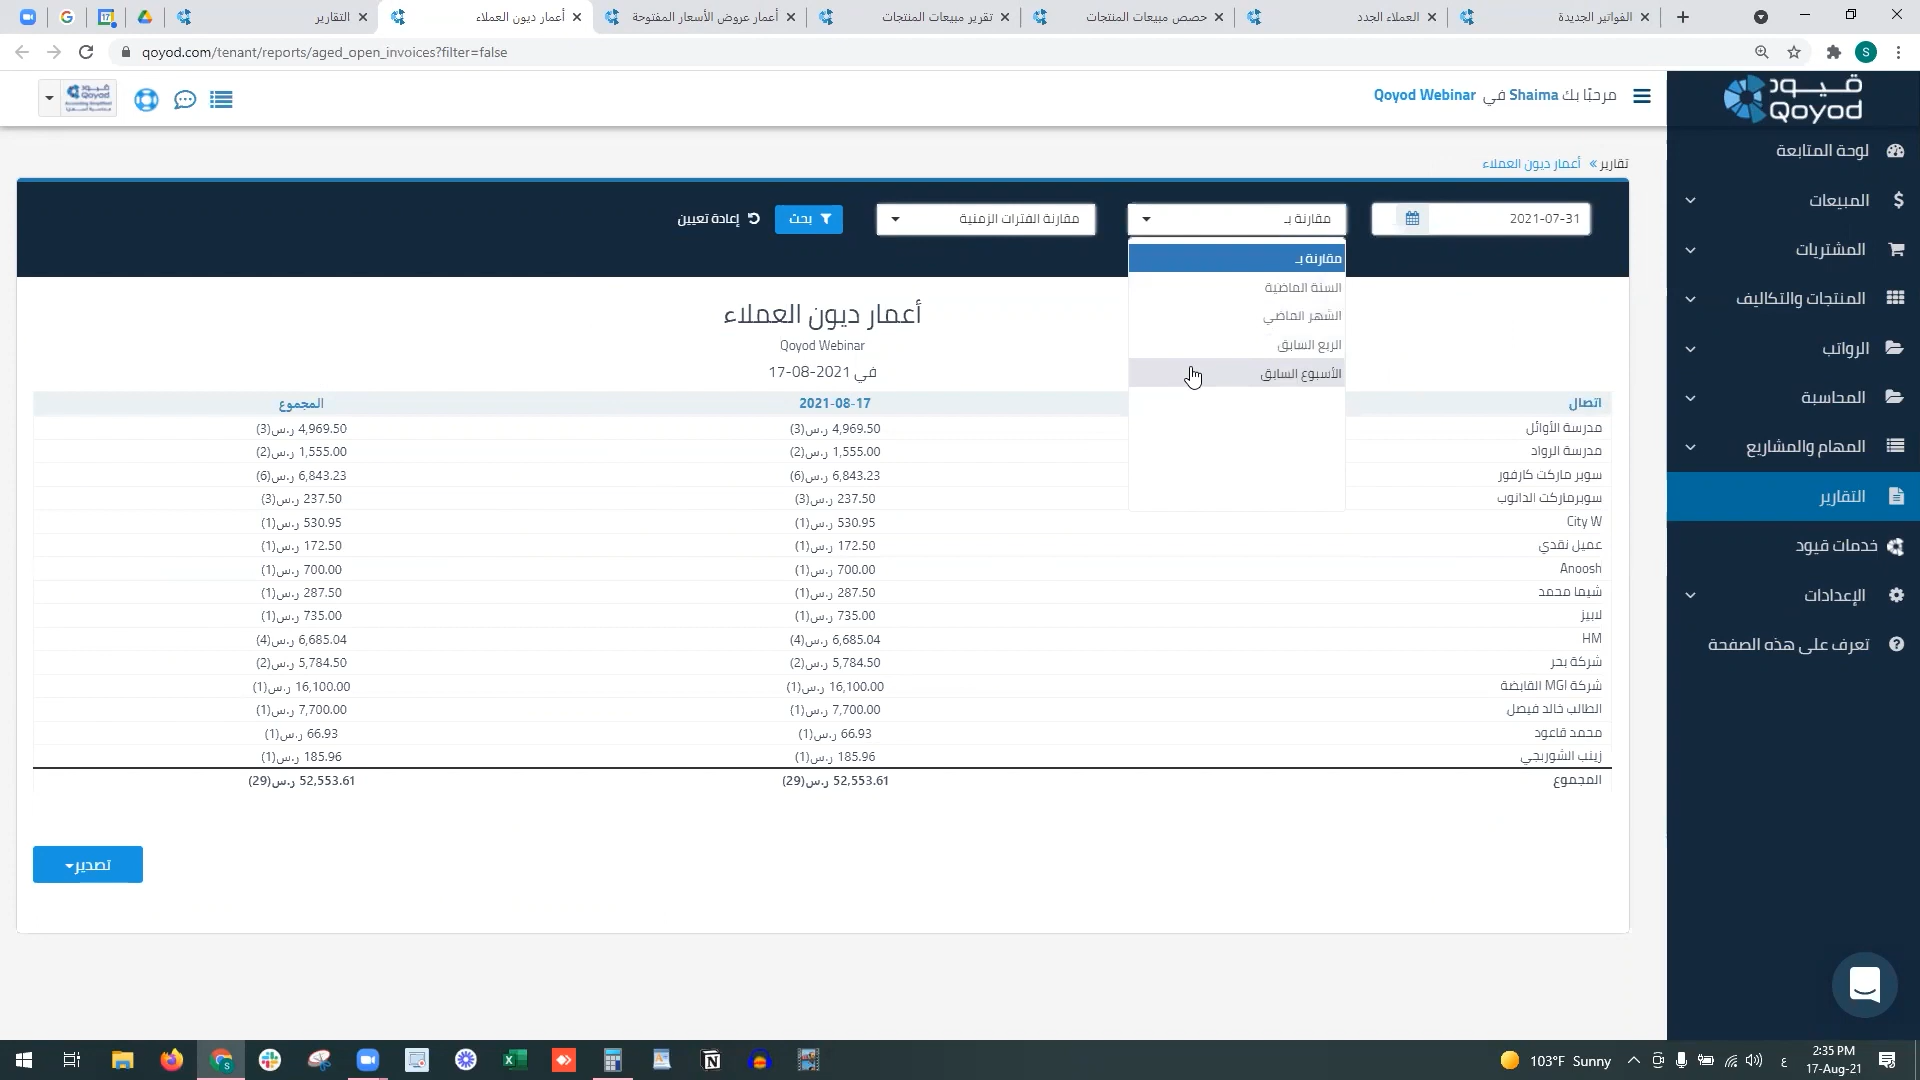 التقارير
أعمار ديون العملاء
أعمار عروض الأسعار المفتوحة
تقرير مبيعات المنتجات
حصص مبيعات المنتجات
العملاء الجدد
الفواتير الجديدة
qoyod.com/tenant/reports/aged_open_invoices?filter=false
S
مرحبًا بك Shaima في Qoyod Webinar
قيود
Qoyod
لوحة المتابعة
المبيعات
المشتريات
المنتجات والتكاليف
الرواتب
المحاسبة
المهام والمشاريع
التقارير
خدمات قيود
الإعدادات
تعرف على هذه الصفحة
تقارير » أعمار ديون العملاء
2021-07-31
مقارنة بـ
مقارنة الفترات الزمنية
بحث
إعادة تعيين
مقارنة بـ
السنة الماضية
الشهر الماضي
الربع السابق
الأسبوع السابق
أعمار ديون العملاء
Qoyod Webinar
في 2021-08-17
اتصال 2021-08-17 المجموع
مدرسة الأوائل 4,969.50 ر.س(3) 4,969.50 ر.س(3)
مدرسة الرواد 1,555.00 ر.س(2) 1,555.00 ر.س(2)
سوبر ماركت كارفور 6,843.23 ر.س(6) 6,843.23 ر.س(6)
سوبرماركت الدانوب 237.50 ر.س(3) 237.50 ر.س(3)
City W 530.95 ر.س(1) 530.95 ر.س(1)
عميل نقدي 172.50 ر.س(1) 172.50 ر.س(1)
Anoosh 700.00 ر.س(1) 700.00 ر.س(1)
شيما محمد 287.50 ر.س(1) 287.50 ر.س(1)
لابيز 735.00 ر.س(1) 735.00 ر.س(1)
HM 6,685.04 ر.س(4) 6,685.04 ر.س(4)
شركة بحر 5,784.50 ر.س(2) 5,784.50 ر.س(2)
شركة MGI القابضة 16,100.00 ر.س(1) 16,100.00 ر.س(1)
الطالب خالد فيصل 7,700.00 ر.س(1) 7,700.00 ر.س(1)
محمد قاعود 66.93 ر.س(1) 66.93 ر.س(1)
زينب الشوربجي 185.96 ر.س(1) 185.96 ر.س(1)
المجموع 52,553.61 ر.س(29) 52,553.61 ر.س(29)
تصدير
103°F Sunny
ع
2:35 PM
17-Aug-21